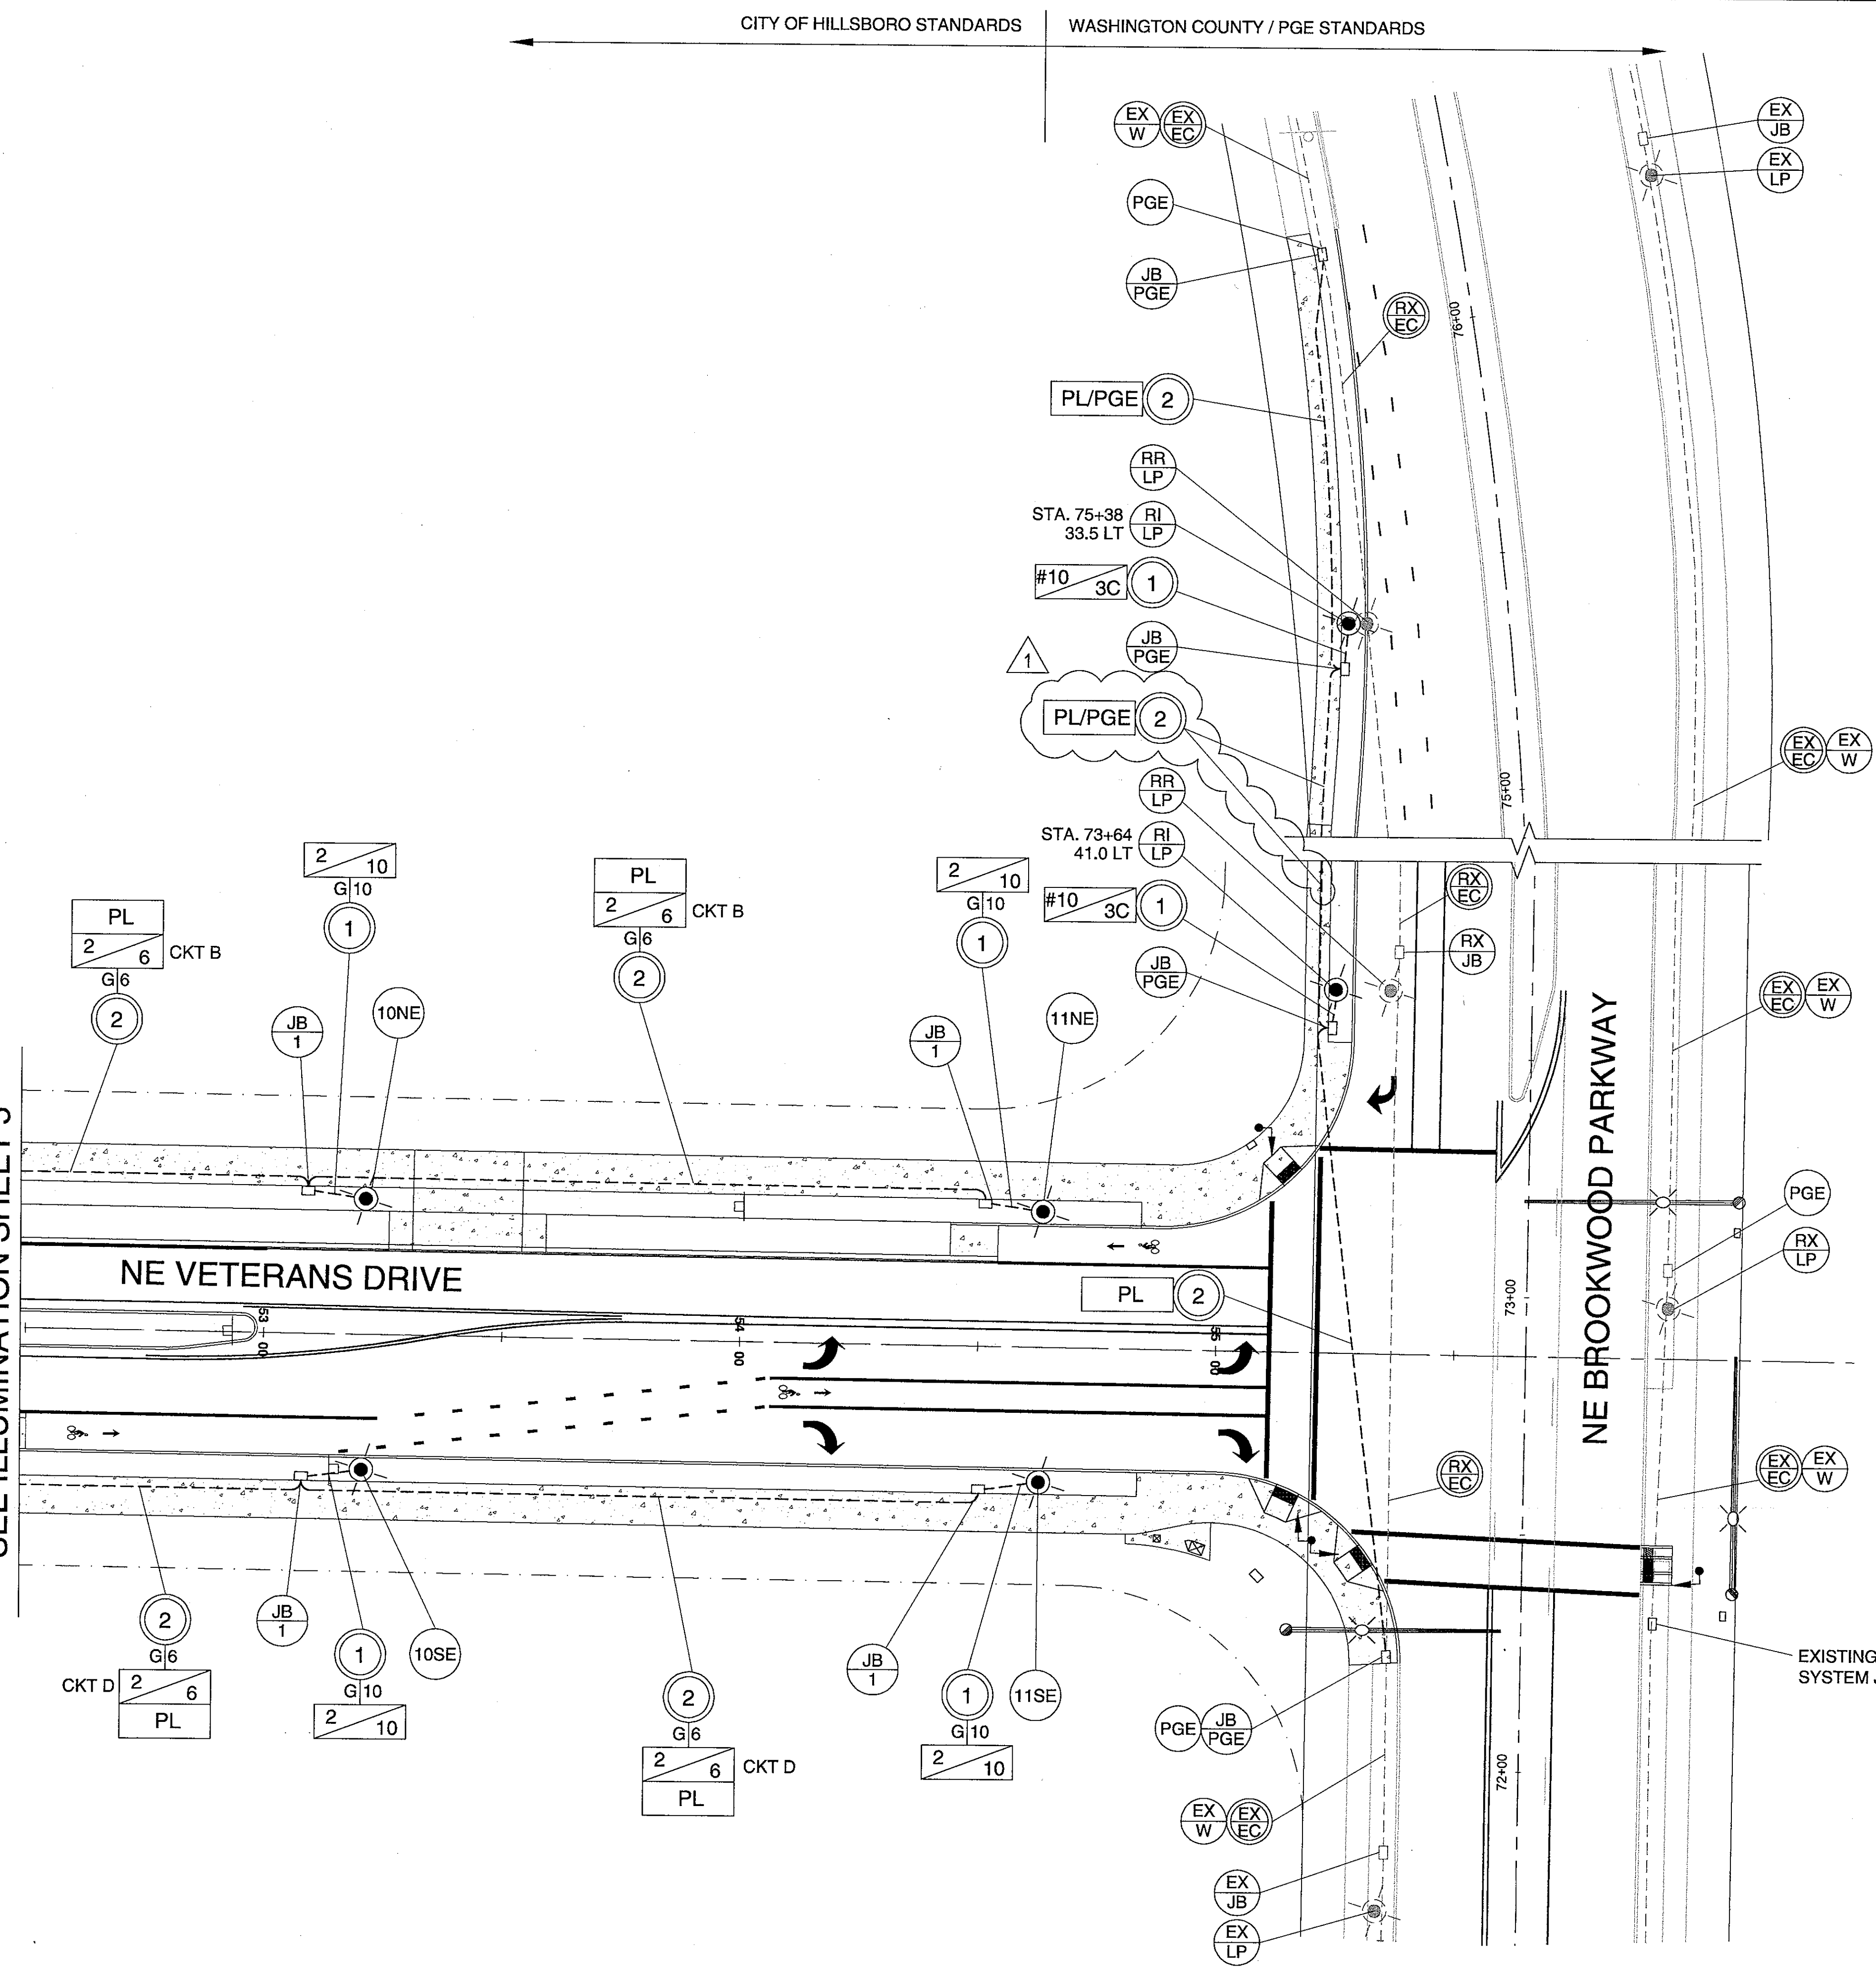 CITY OF HILLSBORO STANDARDS
WASHINGTON COUNTY / PGE STANDARDS
EX
W
EX
EC
EX
JB
EX
LP
PGE
JB
PGE
RX
EC
76+00
PL/PGE
2
RR
LP
STA. 75+38
33.5 LT
RI
LP
#10
3C
1
JB
PGE
1
PL/PGE
2
EX
EC
EX
W
RR
LP
75+00
STA. 73+64
41.0 LT
RI
LP
#10
3C
1
RX
EC
RX
JB
JB
PGE
EX
EC
EX
W
2
10
G 10
1
PL
2
6
CKT B
G 6
2
2
10
G 10
1
PL
2
6
CKT B
G 6
2
JB
1
10NE
JB
1
11NE
NE BROOKWOOD PARKWAY
PGE
RX
LP
NE VETERANS DRIVE
PL
2
73+00
53
00
54
00
55
00
RX
EC
EX
EC
EX
W
2
G 6
CKT D
2
6
PL
JB
1
1
G 10
2
10
10SE
2
G 6
2
6
CKT D
PL
JB
1
1
G 10
2
10
11SE
EXISTING
SYSTEM
PGE
JB
PGE
72+00
EX
W
EX
EC
EX
JB
EX
LP